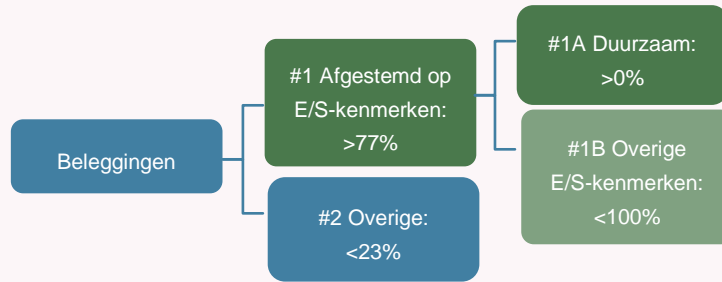 Beleggingen
#1 Afgestemd op
E/S-kenmerken:
>77%
#2 Overige:
<23%
#1A Duurzaam:
>0%
#1B Overige
E/S-kenmerken:
<100%